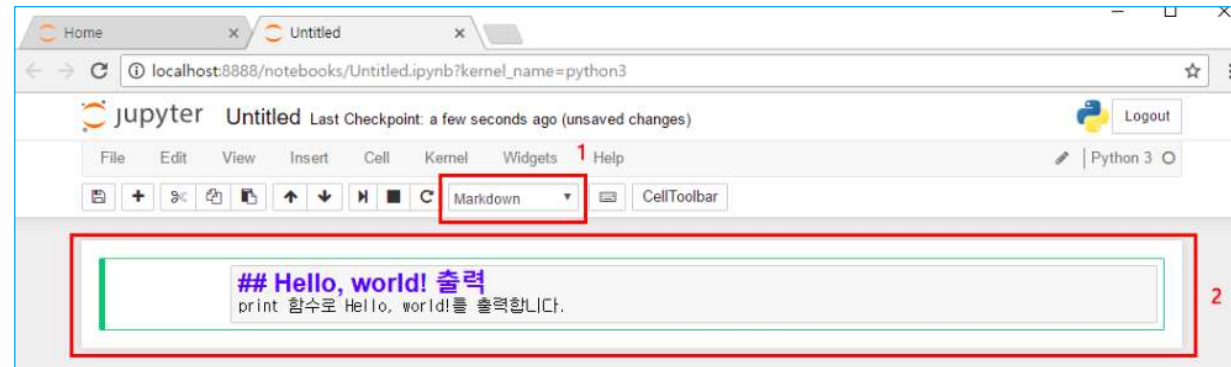 Home Untitled
localhost:8888/notebooks/Untitled.ipynb?kernel_name=python3
jupyter Untitled Last Checkpoint: a few seconds ago (unsaved changes) Logout
File Edit View Insert Cell Kernel Widgets 1 Help Python 3
Markdown CellToolbar
## Hello, world! 출력
print 함수로 Hello, world!를 출력합니다.
2